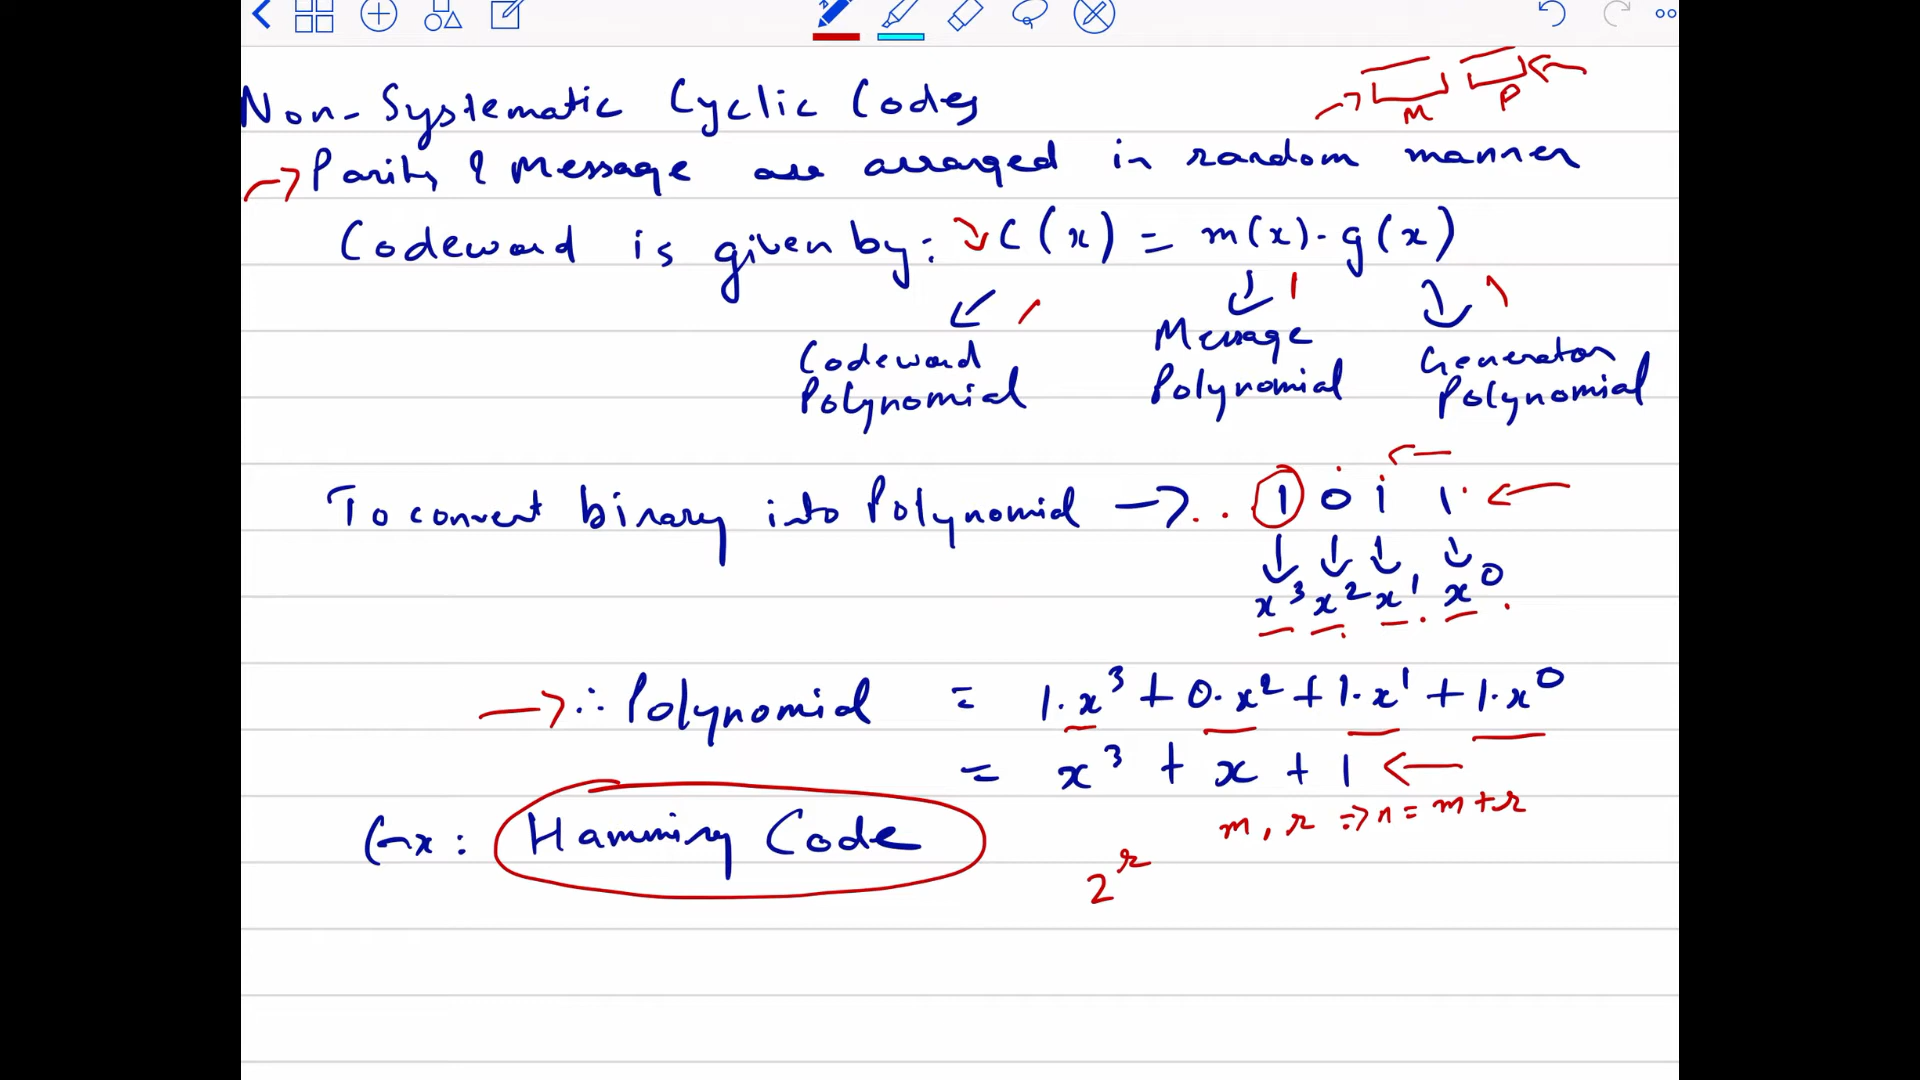 Non-Systematic Cyclic Codes
M P
Parity & Message are arranged in random manner
Codeword is given by: C(x) = m(x)·g(x)
Codeword Polynomial
Message Polynomial
Generator Polynomial
To convert binary into Polynomial → 1 0 1 1
x³ x² x¹ x⁰
∴ Polynomial = 1·x³ + 0·x² + 1·x¹ + 1·x⁰
= x³ + x + 1
m, r ⇒ n = m + r
Ex: Hamming Code
2^r